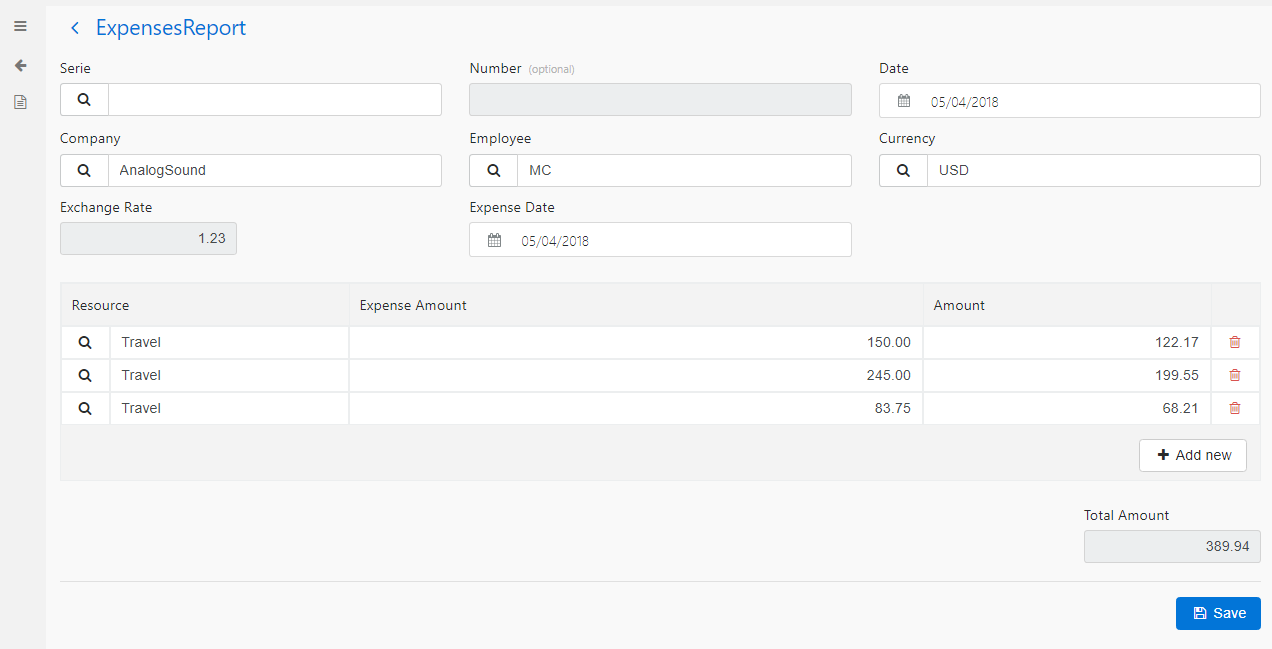 ExpensesReport
Serie
Number (optional)
Date
05/04/2018
Company
Employee
Currency
AnalogSound
MC
USD
Exchange Rate
Expense Date
1.23
05/04/2018
Resource Expense Amount Amount
Travel 150.00 122.17
Travel 245.00 199.55
Travel 83.75 68.21
Add new
Total Amount
389.94
Save